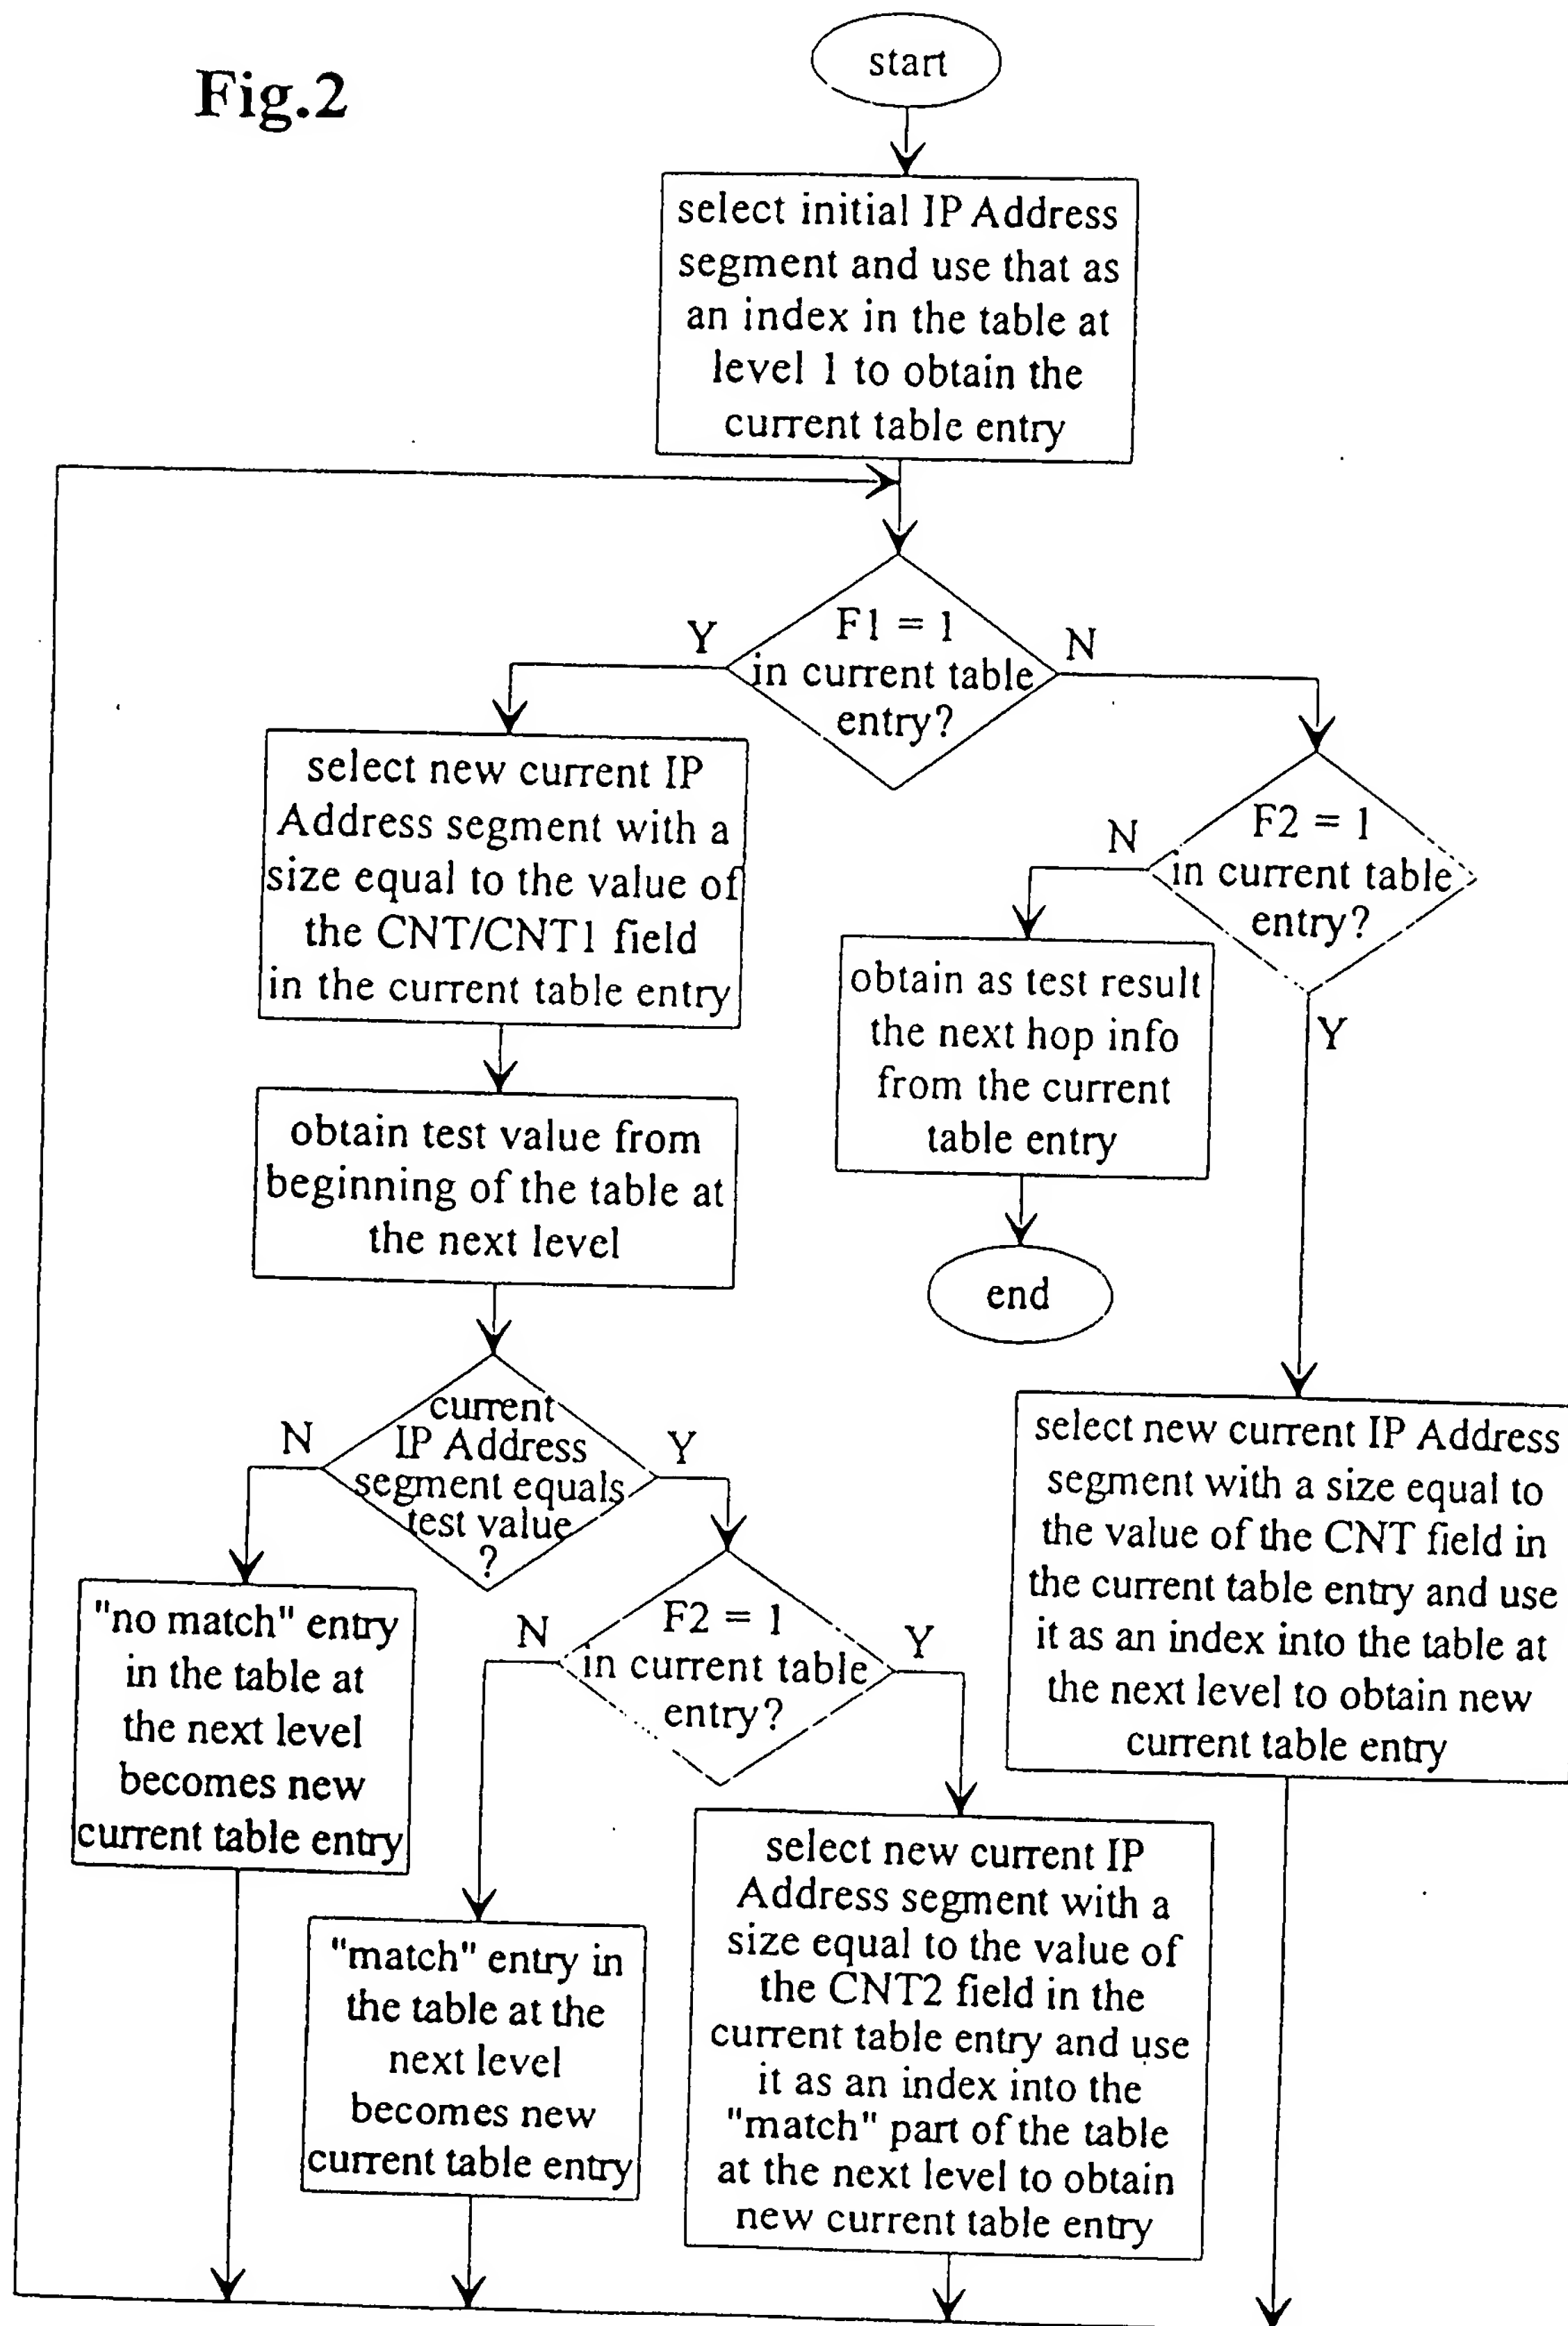 Fig.2
start
select initial IP Address
segment and use that as
an index in the table at
level 1 to obtain the
current table entry
F1 = 1
in current table
entry?
Y
N
select new current IP
Address segment with a
size equal to the value of
the CNT/CNT1 field
in the current table entry
F2 = 1
in current table
entry?
N
Y
obtain as test result
the next hop info
from the current
table entry
end
obtain test value from
beginning of the table at
the next level
current
IP Address
segment equals
test value
?
N
Y
select new current IP Address
segment with a size equal to
the value of the CNT field in
the current table entry and use
it as an index into the table at
the next level to obtain new
current table entry
"no match" entry
in the table at
the next level
becomes new
current table entry
F2 = 1
in current table
entry?
N
Y
"match" entry in
the table at the
next level
becomes new
current table entry
select new current IP
Address segment with a
size equal to the value of
the CNT2 field in the
current table entry and use
it as an index into the
"match" part of the table
at the next level to obtain
new current table entry